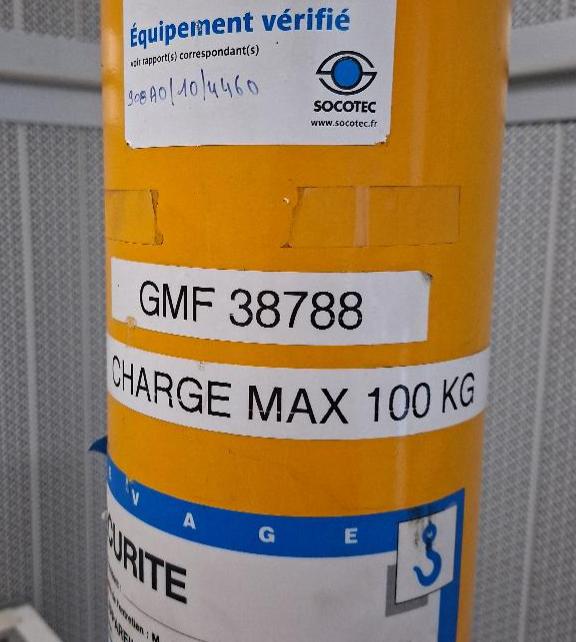 Équipement vérifié
voir rapport(s) correspondant(s)
908A0/10/4460
SOCOTEC
www.socotec.fr
GMF 38788
CHARGE MAX 100 KG
VAGE
CURITE